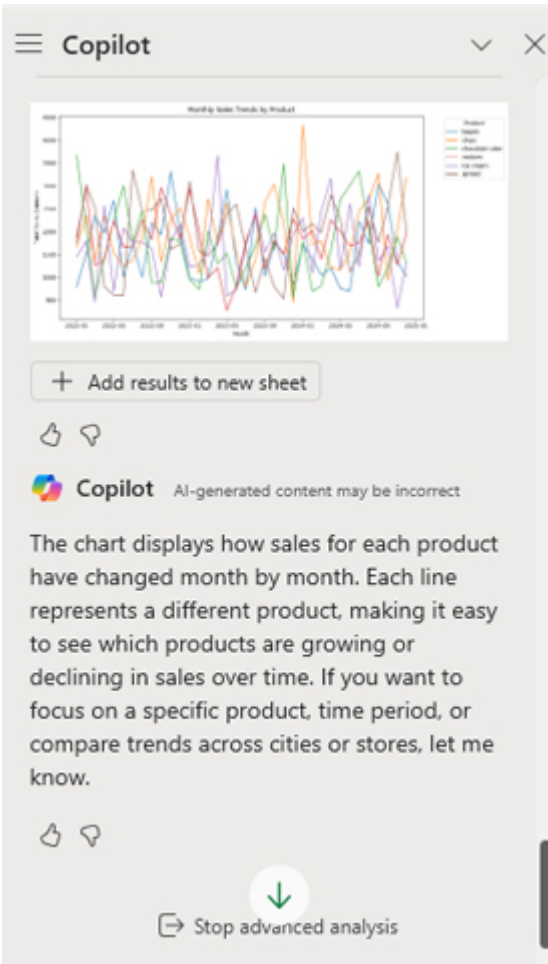 Copilot
Monthly Sales Trends by Product
Product
Month
+ Add results to new sheet
Copilot AI-generated content may be incorrect
The chart displays how sales for each product
have changed month by month. Each line
represents a different product, making it easy
to see which products are growing or
declining in sales over time. If you want to
focus on a specific product, time period, or
compare trends across cities or stores, let me
know.
Stop advanced analysis